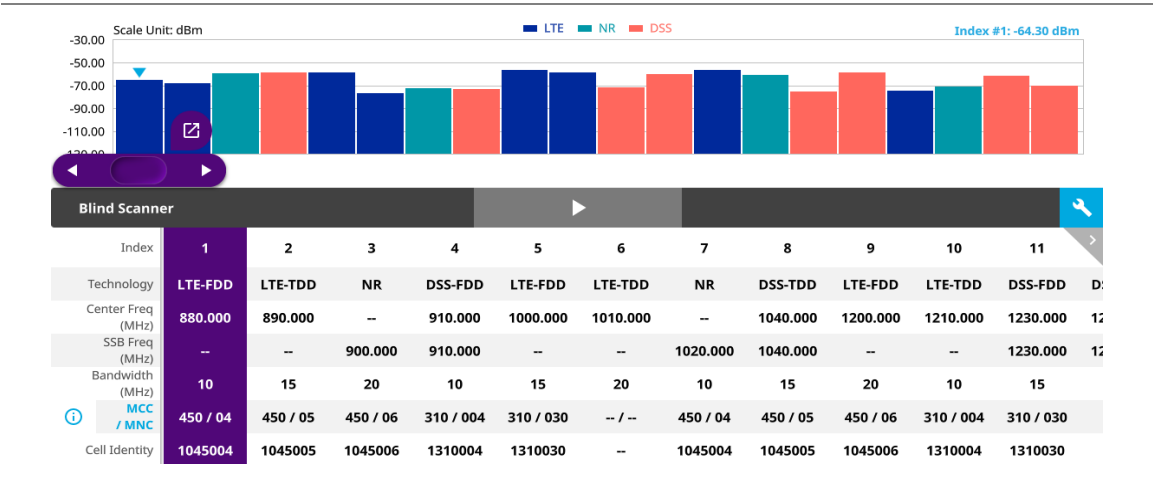 Scale Unit: dBm LTE NR DSS Index #1: -64.30 dBm
-30.00
-50.00
-70.00
-90.00
-110.00
Blind Scanner
Index 1 2 3 4 5 6 7 8 9 10 11
Technology LTE-FDD LTE-TDD NR DSS-FDD LTE-FDD LTE-TDD NR DSS-TDD LTE-FDD LTE-TDD DSS-FDD
Center Freq
(MHz) 880.000 890.000 -- 910.000 1000.000 1010.000 -- 1040.000 1200.000 1210.000 1230.000 12
SSB Freq
(MHz) -- -- 900.000 910.000 -- -- 1020.000 1040.000 -- -- 1230.000 12
Bandwidth
(MHz) 10 15 20 10 15 20 10 15 20 10 15
MCC
/ MNC 450 / 04 450 / 05 450 / 06 310 / 004 310 / 030 -- / -- 450 / 04 450 / 05 450 / 06 310 / 004 310 / 030
Cell Identity 1045004 1045005 1045006 1310004 1310030 -- 1045004 1045005 1045006 1310004 1310030